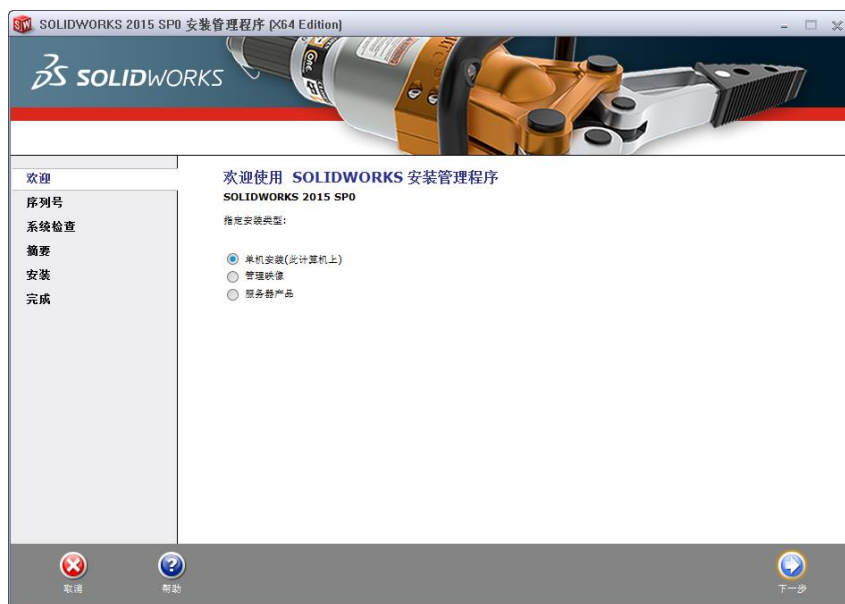 SOLIDWORKS 2015 SP0 安装管理程序 (X64 Edition)
SOLIDWORKS
欢迎
序列号
系统检查
摘要
安装
完成
欢迎使用 SOLIDWORKS 安装管理程序
SOLIDWORKS 2015 SP0
指定安装类型:
单机安装(此计算机上)
管理映像
服务器产品
取消
帮助
下一步